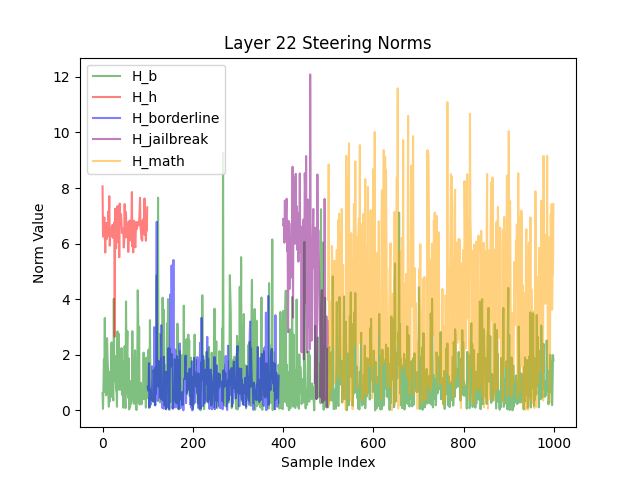 Layer 22 Steering Norms
H_b
H_h
H_borderline
H_jailbreak
H_math
Norm Value
12
10
8
6
4
2
0
0 200 400 600 800 1000
Sample Index